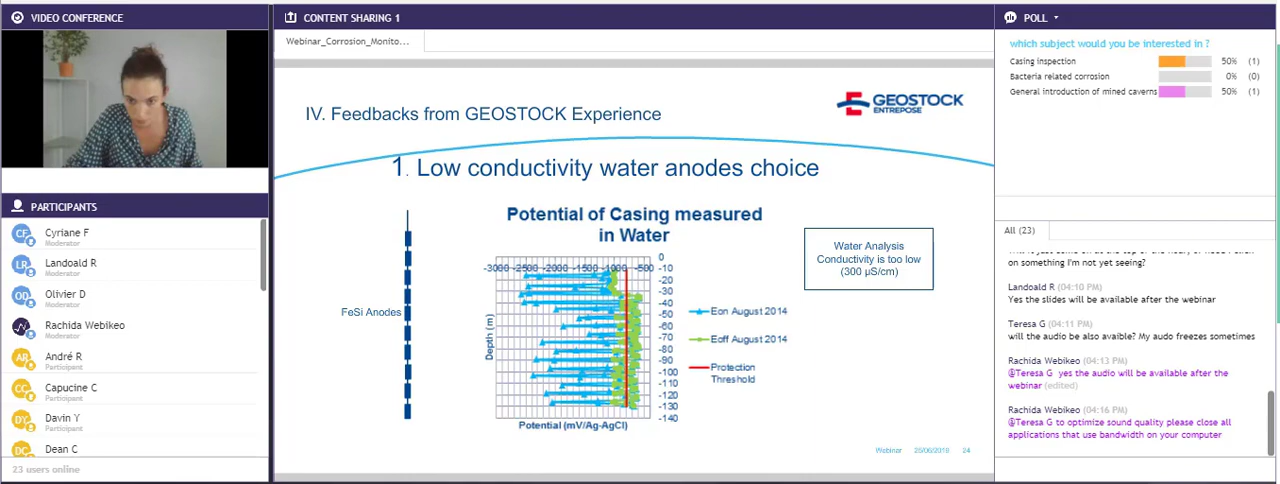 VIDEO CONFERENCE
PARTICIPANTS
CF
Cyriane F
Moderator
LR
Landoald R
Moderator
OD
Olivier D
Moderator
Rachida Webikeo
Moderator
AR
André R
Participant
CC
Capucine C
Participant
DY
Davin Y
Participant
DC
Dean C
23 users online
CONTENT SHARING 1
Webinar_Corrosion_Monito...
IV. Feedbacks from GEOSTOCK Experience
GEOSTOCK
ENTREPOSE
1. Low conductivity water anodes choice
FeSi Anodes
Potential of Casing measured
in Water
-3000 -2500 -2000 -1500 -1000 -500
0
-10
-20
-30
-40
-50
-60
-70
-80
-90
-100
-110
-120
-130
-140
Depth (m)
Potential (mV/Ag-AgCl)
Eon August 2014
Eoff August 2014
Protection
Threshold
Water Analysis
Conductivity is too low
(300 µS/cm)
Webinar 25/06/2018 24
POLL
which subject would you be interested in ?
Casing inspection 50% (1)
Bacteria related corrosion 0% (0)
General introduction of mined caverns 50% (1)
All (23)
on something I'm not yet seeing?
Landoald R (04:10 PM)
Yes the slides will be available after the webinar
Teresa G (04:11 PM)
will the audio be also avaible? My audo freezes sometimes
Rachida Webikeo (04:13 PM)
@Teresa G yes the audio will be available after the
webinar (edited)
Rachida Webikeo (04:16 PM)
@Teresa G to optimize sound quality please close all
applications that use bandwidth on your computer